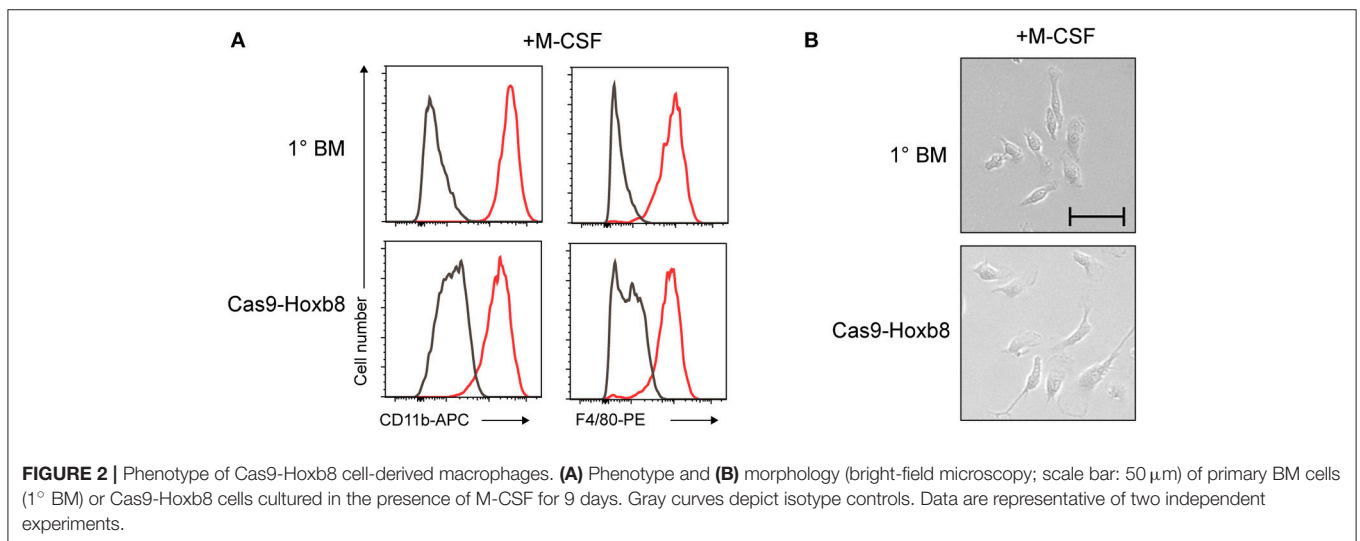 A
+M-CSF
B
+M-CSF
1° BM
1° BM
Cas9-Hoxb8
Cas9-Hoxb8
Cell number
CD11b-APC
F4/80-PE
FIGURE 2 | Phenotype of Cas9-Hoxb8 cell-derived macrophages. (A) Phenotype and (B) morphology (bright-field microscopy; scale bar: 50 μm) of primary BM cells
(1° BM) or Cas9-Hoxb8 cells cultured in the presence of M-CSF for 9 days. Gray curves depict isotype controls. Data are representative of two independent
experiments.